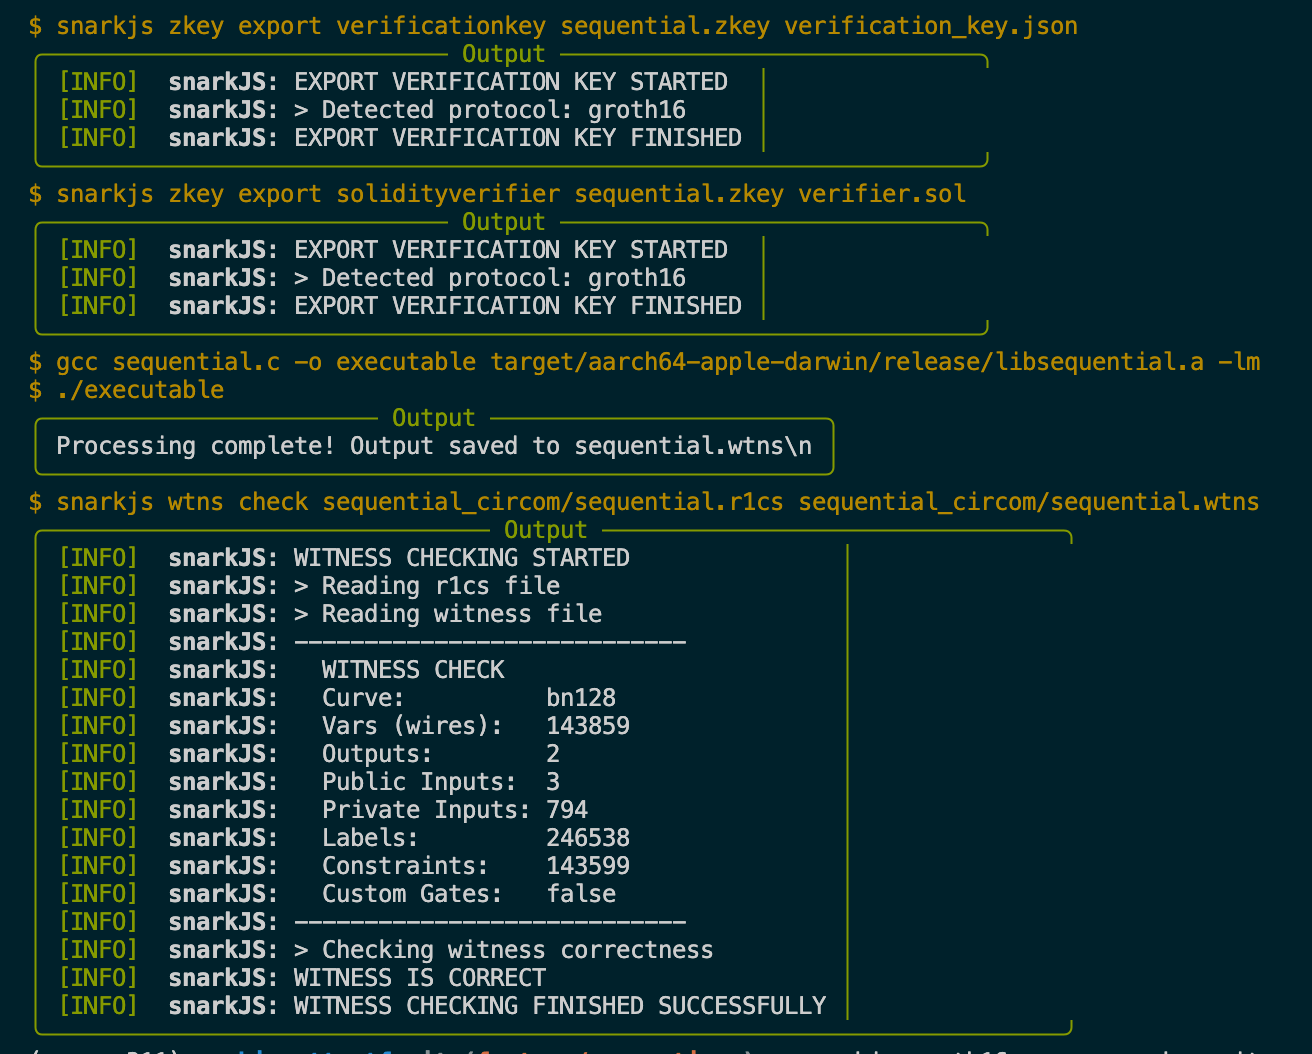 $ snarkjs zkey export verificationkey sequential.zkey verification_key.json
Output
[INFO]  snarkJS: EXPORT VERIFICATION KEY STARTED
[INFO]  snarkJS: > Detected protocol: groth16
[INFO]  snarkJS: EXPORT VERIFICATION KEY FINISHED
$ snarkjs zkey export solidityverifier sequential.zkey verifier.sol
Output
[INFO]  snarkJS: EXPORT VERIFICATION KEY STARTED
[INFO]  snarkJS: > Detected protocol: groth16
[INFO]  snarkJS: EXPORT VERIFICATION KEY FINISHED
$ gcc sequential.c -o executable target/aarch64-apple-darwin/release/libsequential.a -lm
$ ./executable
Output
Processing complete! Output saved to sequential.wtns\n
$ snarkjs wtns check sequential_circom/sequential.r1cs sequential_circom/sequential.wtns
Output
[INFO]  snarkJS: WITNESS CHECKING STARTED
[INFO]  snarkJS: > Reading r1cs file
[INFO]  snarkJS: > Reading witness file
[INFO]  snarkJS: ----------------------------
[INFO]  snarkJS:   WITNESS CHECK
[INFO]  snarkJS:   Curve:          bn128
[INFO]  snarkJS:   Vars (wires):   143859
[INFO]  snarkJS:   Outputs:        2
[INFO]  snarkJS:   Public Inputs:  3
[INFO]  snarkJS:   Private Inputs: 794
[INFO]  snarkJS:   Labels:         246538
[INFO]  snarkJS:   Constraints:    143599
[INFO]  snarkJS:   Custom Gates:   false
[INFO]  snarkJS: ----------------------------
[INFO]  snarkJS: > Checking witness correctness
[INFO]  snarkJS: WITNESS IS CORRECT
[INFO]  snarkJS: WITNESS CHECKING FINISHED SUCCESSFULLY